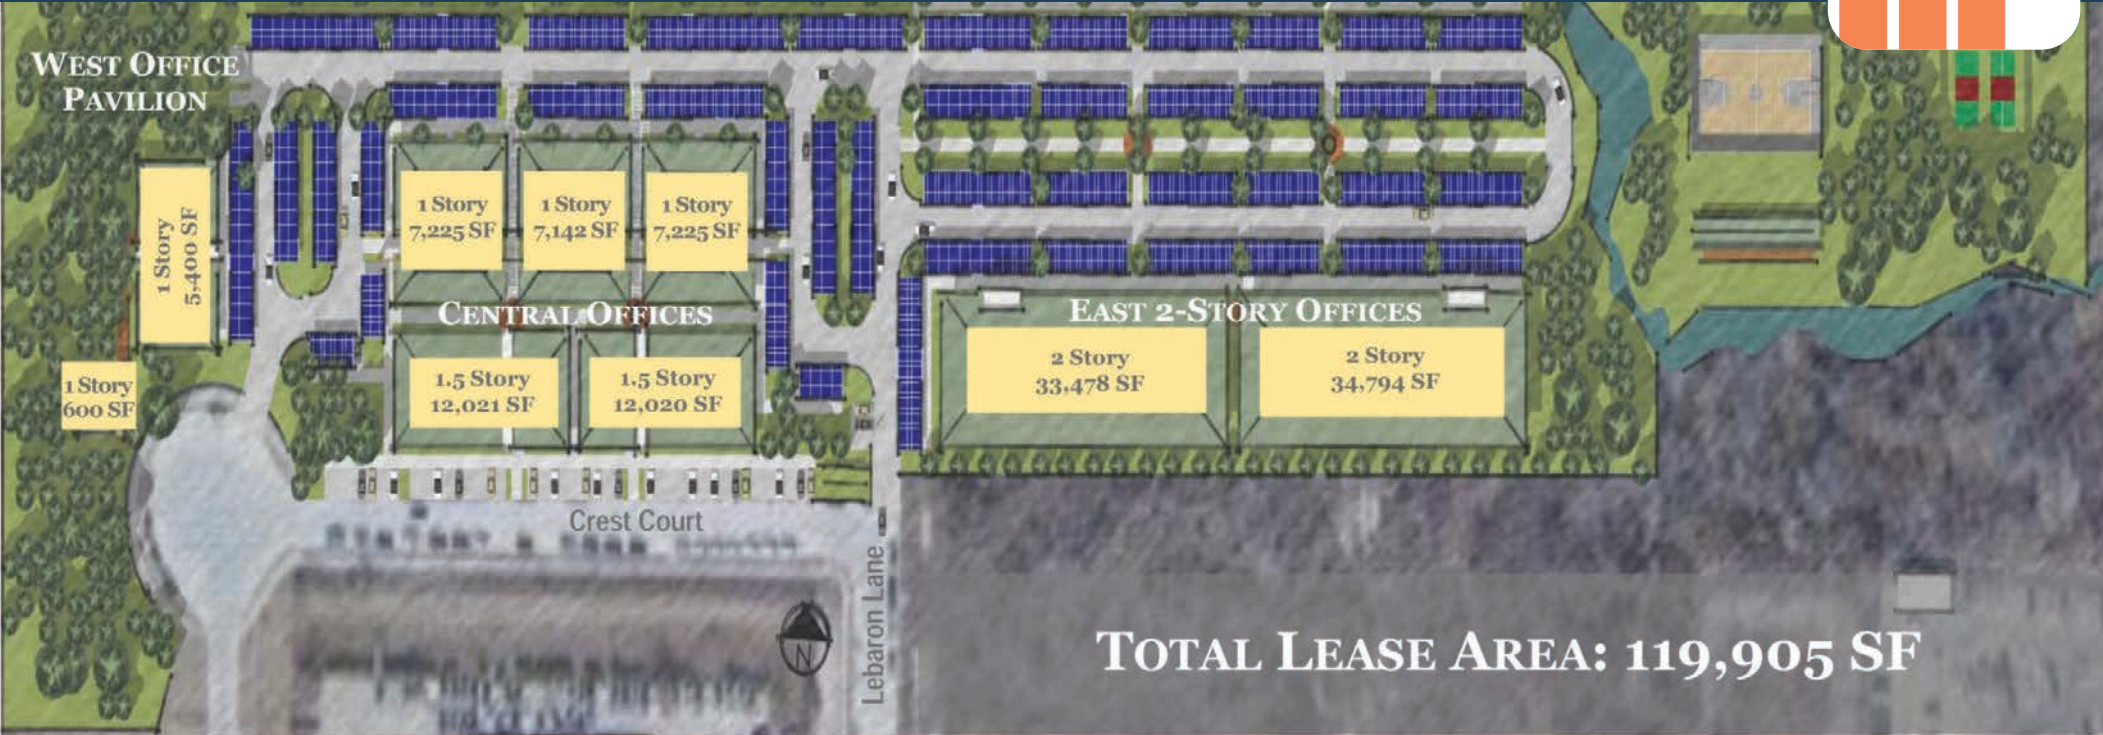 WEST OFFICE
PAVILION
1 Story
5,400 SF
1 Story
600 SF
1 Story
7,225 SF
1 Story
7,142 SF
1 Story
7,225 SF
CENTRAL OFFICES
1.5 Story
12,021 SF
1.5 Story
12,020 SF
EAST 2-STORY OFFICES
2 Story
33,478 SF
2 Story
34,794 SF
Crest Court
Lebaron Lane
N
TOTAL LEASE AREA: 119,905 SF